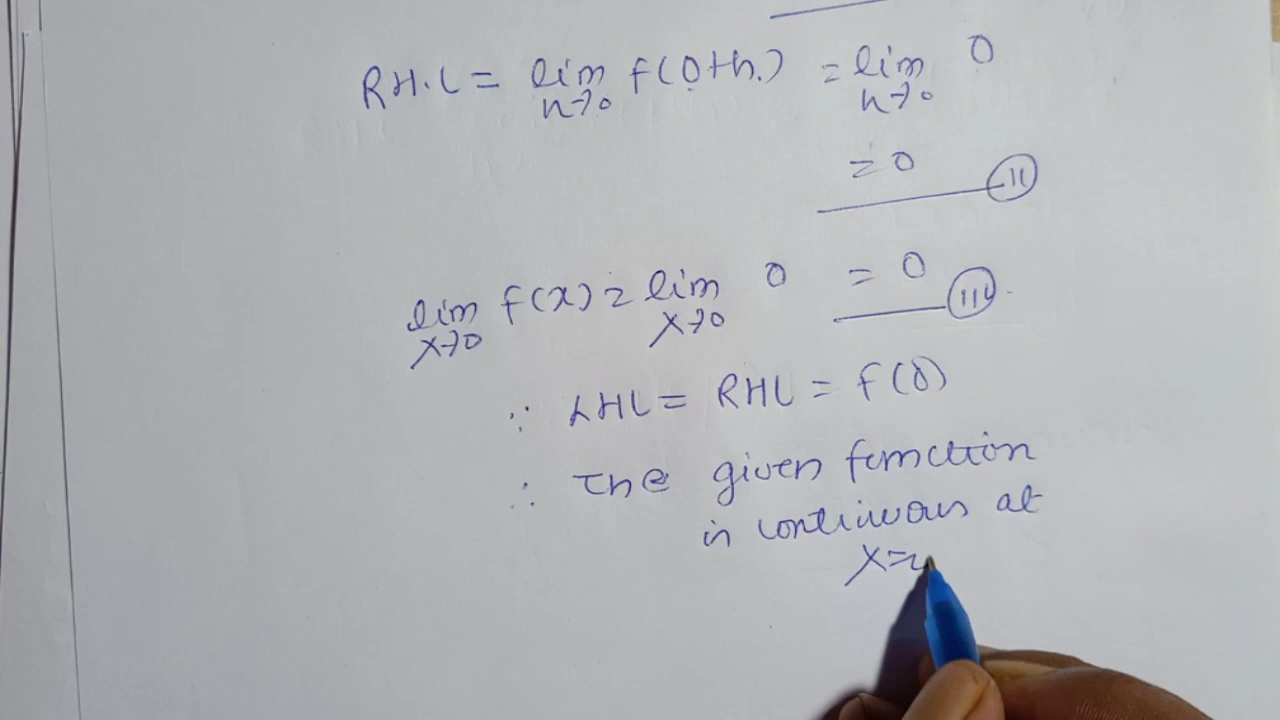 RH.L = lim f(0+h.) = lim 0
h→0 h→0
= 0 (II)
lim f(x) = lim 0 = 0 (III)
x→0 x→0
∵ LHL = RHL = f(0)
∴ The given function
is continuous at
x=